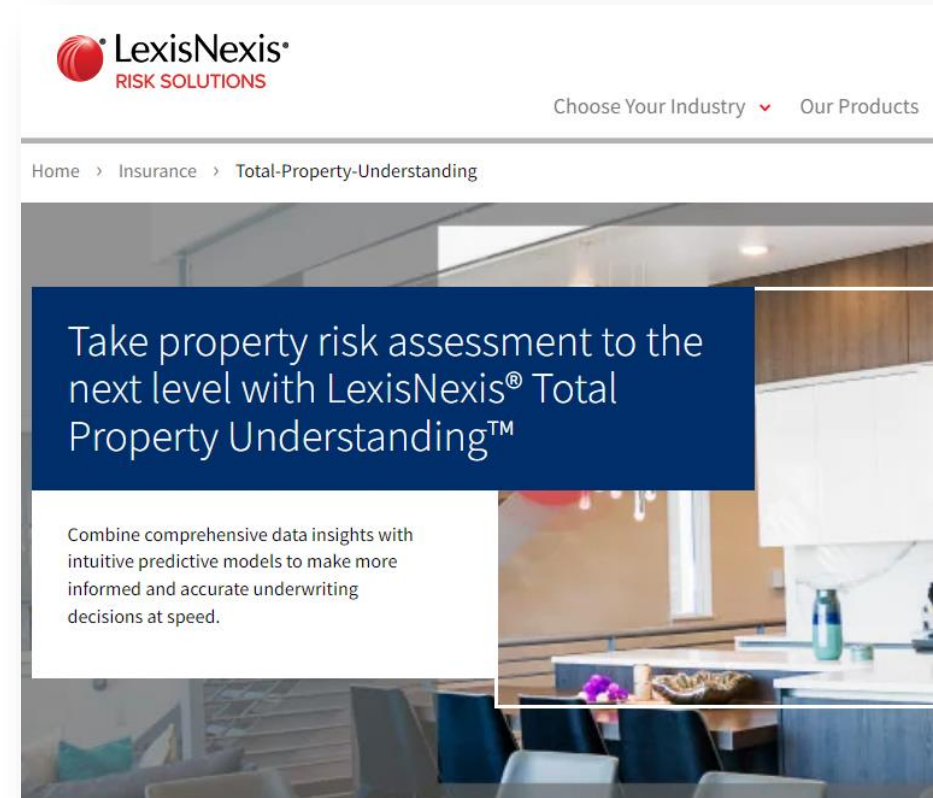 LexisNexis®
RISK SOLUTIONS
Choose Your Industry Our Products
Home > Insurance > Total-Property-Understanding
Take property risk assessment to the
next level with LexisNexis® Total
Property Understanding™
Combine comprehensive data insights with
intuitive predictive models to make more
informed and accurate underwriting
decisions at speed.